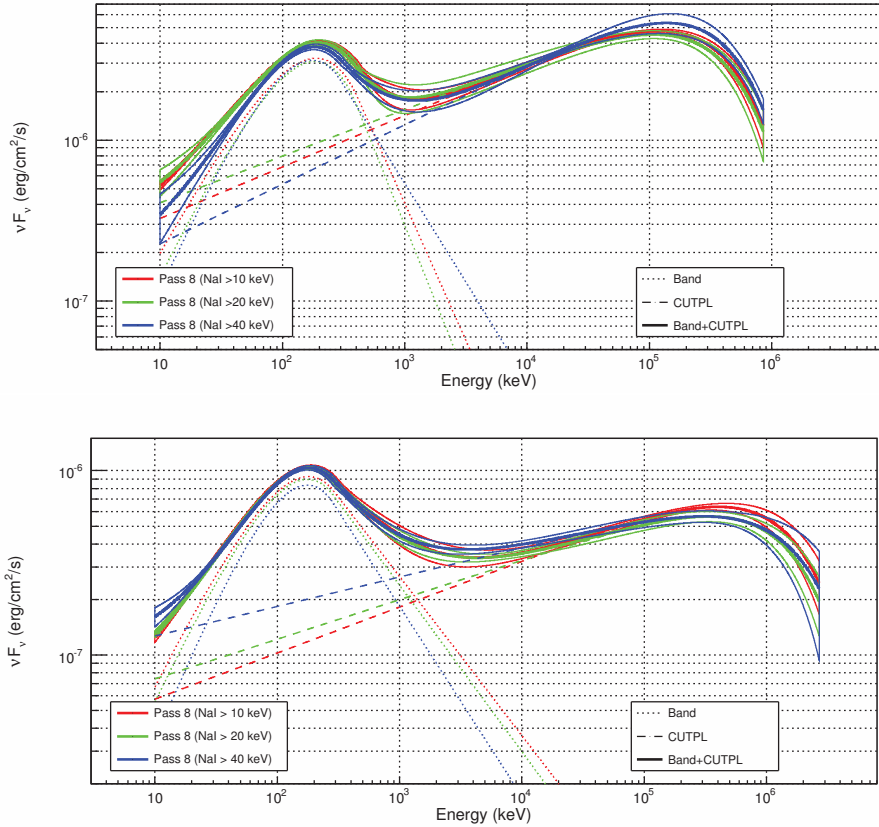 νFν (erg/cm²/s)
10⁻⁶
10⁻⁷
Pass 8 (NaI >10 keV)
Pass 8 (NaI >20 keV)
Pass 8 (NaI >40 keV)
Band
CUTPL
Band+CUTPL
10 10² 10³ 10⁴ 10⁵ 10⁶
Energy (keV)
νFν (erg/cm²/s)
10⁻⁶
10⁻⁷
Pass 8 (NaI > 10 keV)
Pass 8 (NaI > 20 keV)
Pass 8 (NaI > 40 keV)
Band
CUTPL
Band+CUTPL
10 10² 10³ 10⁴ 10⁵ 10⁶
Energy (keV)